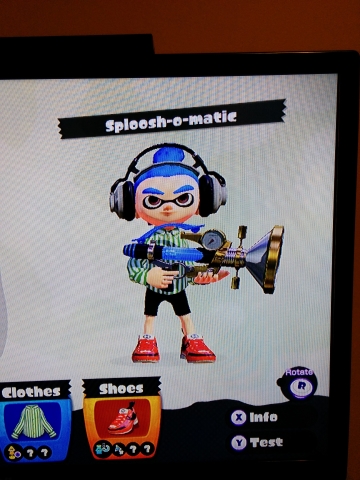 Sploosh-o-matic
Clothes
? ?
Shoes
? ?
Rotate
R
X Info
Y Test